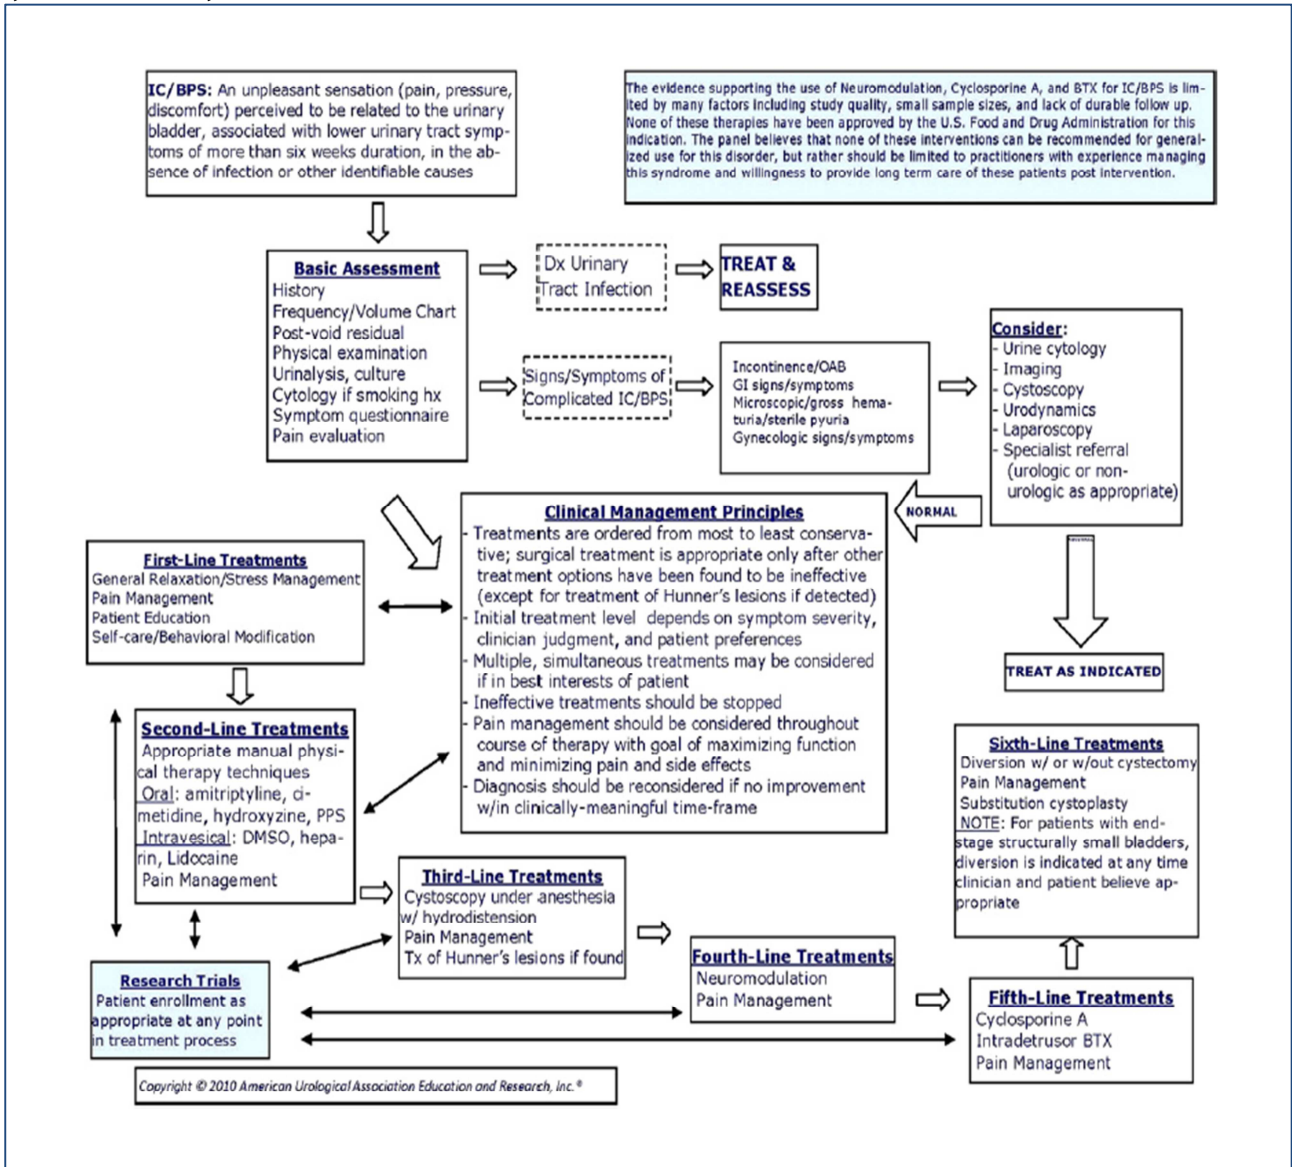 IC/BPS: An unpleasant sensation (pain, pressure,
discomfort) perceived to be related to the urinary
bladder, associated with lower urinary tract symp-
toms of more than six weeks duration, in the ab-
sence of infection or other identifiable causes
The evidence supporting the use of Neuromodulation, Cyclosporine A, and BTX for IC/BPS is lim-
ited by many factors including study quality, small sample sizes, and lack of durable follow up.
None of these therapies have been approved by the U.S. Food and Drug Administration for this
indication. The panel believes that none of these interventions can be recommended for general-
ized use for this disorder, but rather should be limited to practitioners with experience managing
this syndrome and willingness to provide long term care of these patients post intervention.
Basic Assessment
History
Frequency/Volume Chart
Post-void residual
Physical examination
Urinalysis, culture
Cytology if smoking hx
Symptom questionnaire
Pain evaluation
Dx Urinary
Tract Infection
TREAT &
REASSESS
Signs/Symptoms of
Complicated IC/BPS
Incontinence/OAB
GI signs/symptoms
Microscopic/gross hema-
turia/sterile pyuria
Gynecologic signs/symptoms
Consider:
- Urine cytology
- Imaging
- Cystoscopy
- Urodynamics
- Laparoscopy
- Specialist referral
(urologic or non-
urologic as appropriate)
NORMAL
Clinical Management Principles
- Treatments are ordered from most to least conserva-
tive; surgical treatment is appropriate only after other
treatment options have been found to be ineffective
(except for treatment of Hunner's lesions if detected)
- Initial treatment level depends on symptom severity,
clinician judgment, and patient preferences
- Multiple, simultaneous treatments may be considered
if in best interests of patient
- Ineffective treatments should be stopped
- Pain management should be considered throughout
course of therapy with goal of maximizing function
and minimizing pain and side effects
- Diagnosis should be reconsidered if no improvement
w/in clinically-meaningful time-frame
First-Line Treatments
General Relaxation/Stress Management
Pain Management
Patient Education
Self-care/Behavioral Modification
TREAT AS INDICATED
Second-Line Treatments
Appropriate manual physi-
cal therapy techniques
Oral: amitriptyline, ci-
metidine, hydroxyzine, PPS
Intravesical: DMSO, hepa-
rin, Lidocaine
Pain Management
Sixth-Line Treatments
Diversion w/ or w/out cystectomy
Pain Management
Substitution cystoplasty
NOTE: For patients with end-
stage structurally small bladders,
diversion is indicated at any time
clinician and patient believe ap-
propriate
Third-Line Treatments
Cystoscopy under anesthesia
w/ hydrodistension
Pain Management
Tx of Hunner's lesions if found
Fourth-Line Treatments
Neuromodulation
Pain Management
Research Trials
Patient enrollment as
appropriate at any point
in treatment process
Fifth-Line Treatments
Cyclosporine A
Intradetrusor BTX
Pain Management
Copyright © 2010 American Urological Association Education and Research, Inc.®